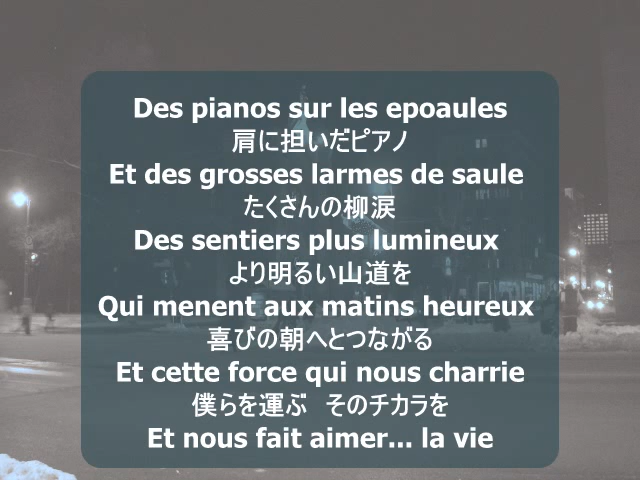 Des pianos sur les epoaules
肩に担いだピアノ
Et des grosses larmes de saule
たくさんの柳涙
Des sentiers plus lumineux
より明るい山道を
Qui menent aux matins heureux
喜びの朝へとつながる
Et cette force qui nous charrie
僕らを運ぶ　そのチカラを
Et nous fait aimer... la vie